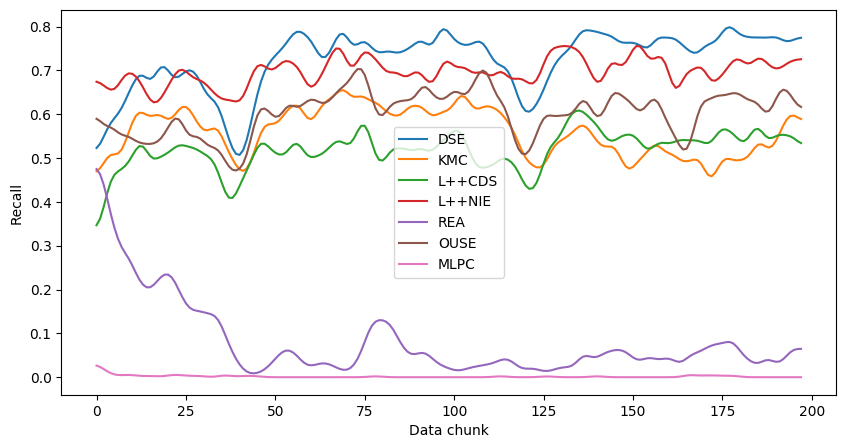 0.8
0.7
0.6
0.5
0.4
0.3
0.2
0.1
0.0
Recall
DSE
KMC
L++CDS
L++NIE
REA
OUSE
MLPC
0 25 50 75 100 125 150 175 200
Data chunk